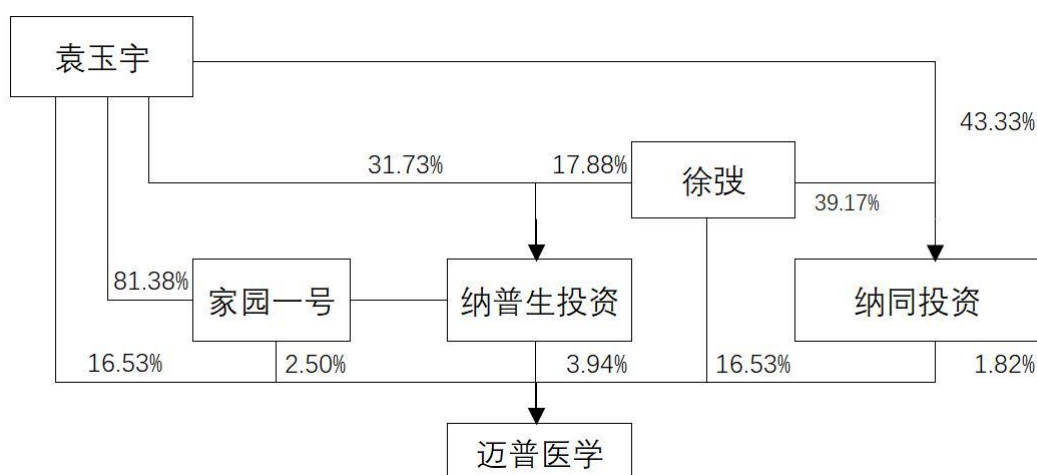 袁玉宇
43.33%
31.73%
17.88%
徐弢
39.17%
81.38%
家园一号
纳普生投资
纳同投资
16.53%
2.50%
3.94%
16.53%
1.82%
迈普医学